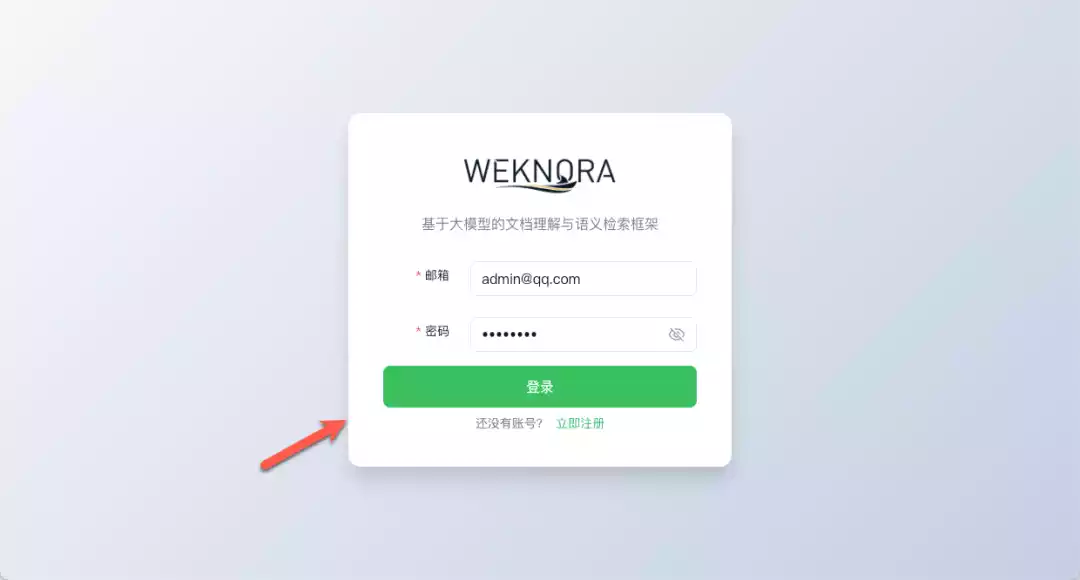 WEKNORA
基于大模型的文档理解与语义检索框架
* 邮箱 admin@qq.com
* 密码 ••••••••
登录
还没有账号? 立即注册